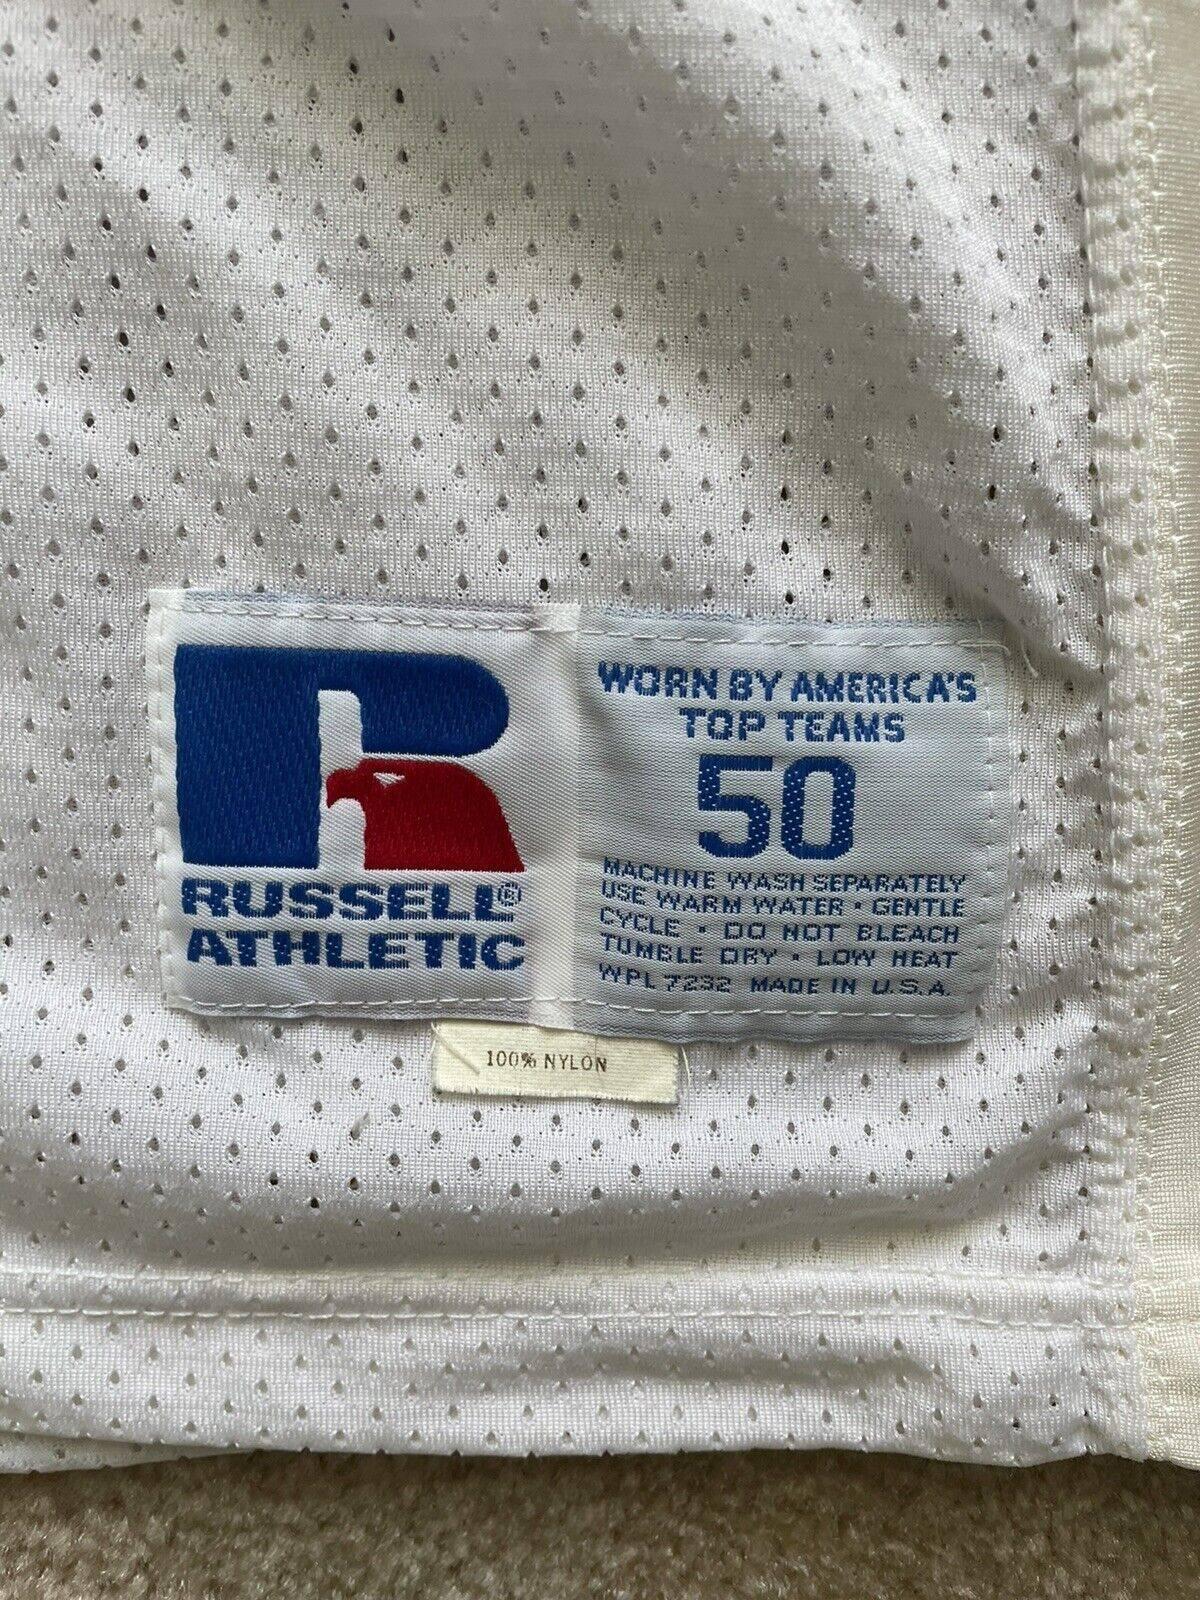 RUSSELL®
ATHLETIC
WORN BY AMERICA'S
TOP TEAMS
50
MACHINE WASH SEPARATELY
USE WARM WATER · GENTLE
CYCLE · DO NOT BLEACH
TUMBLE DRY · LOW HEAT
WPL 7232 MADE IN U.S.A.
100% NYLON